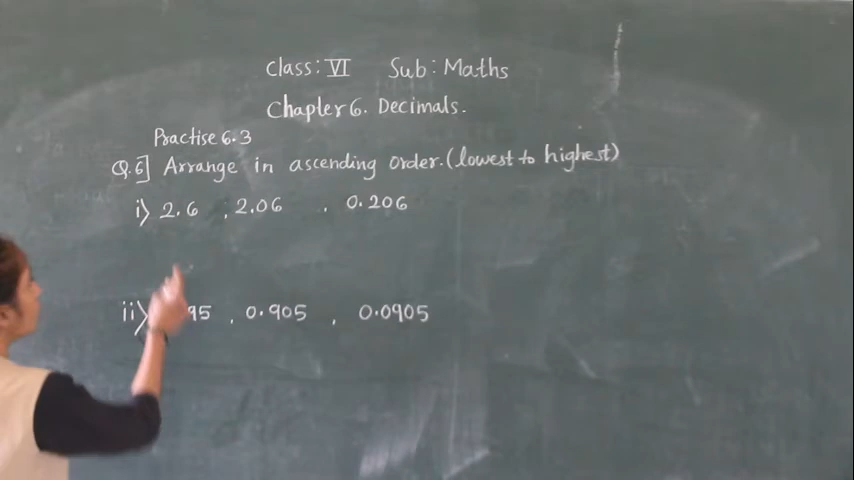 Class: VI Sub: Maths
Chapter 6. Decimals.
Practise 6.3
Q.6] Arrange in ascending order. (lowest to highest)
i) 2.6 , 2.06 , 0.206
ii) 95 , 0.905 , 0.0905